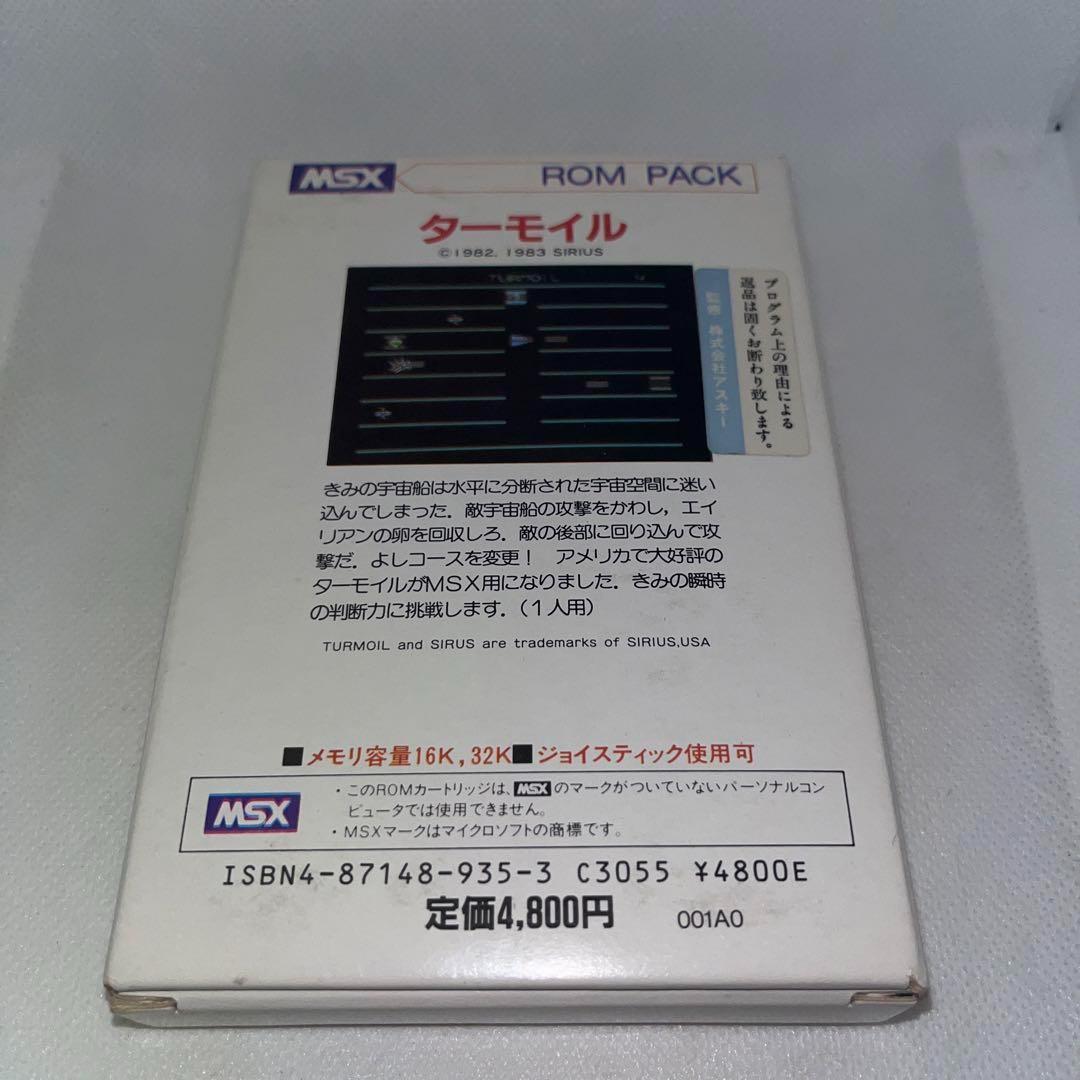 MSX ROM PACK
ターモイル
©1982, 1983 SIRIUS
TURMOIL
プログラム上の理由による
返品は固くお断わり致します。
監修 株式会社アスキー
きみの宇宙船は水平に分断された宇宙空間に迷い
込んでしまった．敵宇宙船の攻撃をかわし，エイ
リアンの卵を回収しろ．敵の後部に回り込んで攻
撃だ．よしコースを変更！ アメリカで大好評の
ターモイルがMSX用になりました．きみの瞬時
の判断力に挑戦します．（1人用）
TURMOIL and SIRUS are trademarks of SIRIUS,USA
■メモリ容量16K,32K■ジョイスティック使用可
MSX
・このROMカートリッジは、MSXのマークがついていないパーソナルコン
ピュータでは使用できません。
・MSXマークはマイクロソフトの商標です。
ISBN4-87148-935-3 C3055 ¥4800E
定価4,800円 001A0